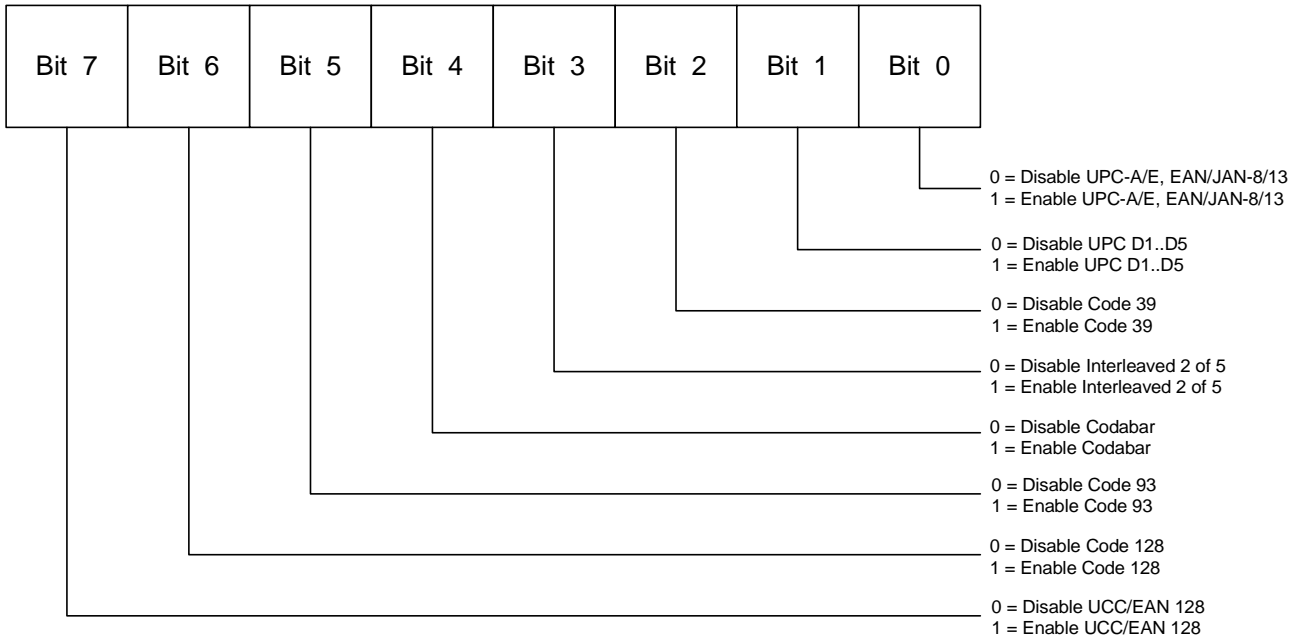 Bit 7 Bit 6 Bit 5 Bit 4 Bit 3 Bit 2 Bit 1 Bit 0
0 = Disable UPC-A/E, EAN/JAN-8/13
1 = Enable UPC-A/E, EAN/JAN-8/13
0 = Disable UPC D1..D5
1 = Enable UPC D1..D5
0 = Disable Code 39
1 = Enable Code 39
0 = Disable Interleaved 2 of 5
1 = Enable Interleaved 2 of 5
0 = Disable Codabar
1 = Enable Codabar
0 = Disable Code 93
1 = Enable Code 93
0 = Disable Code 128
1 = Enable Code 128
0 = Disable UCC/EAN 128
1 = Enable UCC/EAN 128